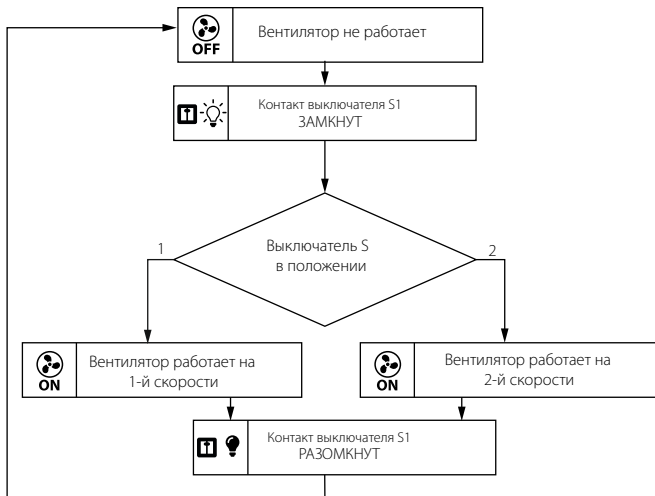 OFF
Вентилятор не работает
Контакт выключателя S1
ЗАМКНУТ
Выключатель S
в положении
1
2
ON
Вентилятор работает на
1-й скорости
ON
Вентилятор работает на
2-й скорости
Контакт выключателя S1
РАЗОМКНУТ